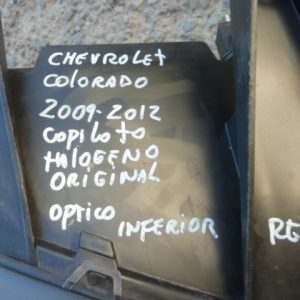 CHEVROLET
COLORADO
2009-2012
COPILOTO
HALOGENO
ORIGINAL
OPTICO INFERIOR